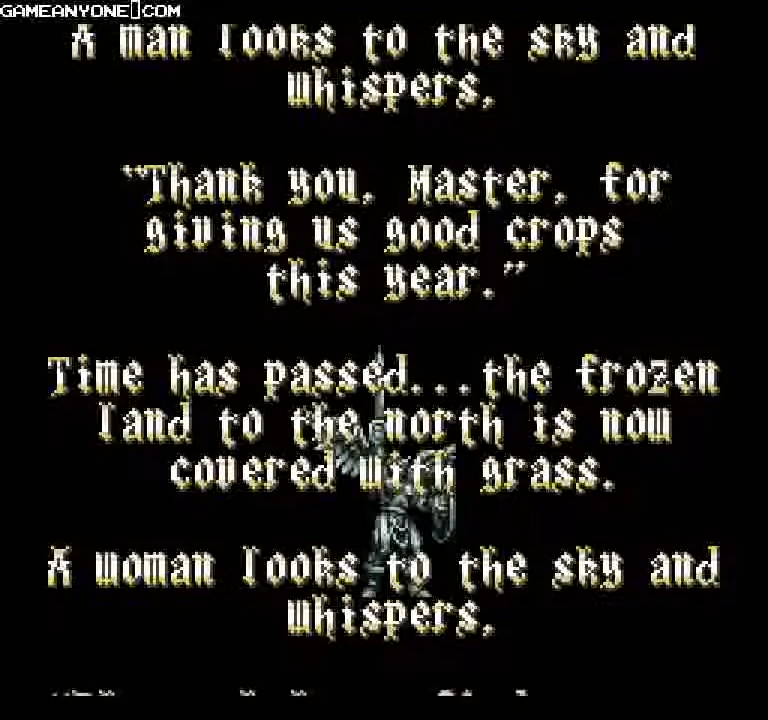 GAMEANYONE▯COM
A man looks to the sky and
whispers,
"Thank you, Master, for
giving us good crops
this year."
Time has passed...the frozen
land to the north is now
covered with grass.
A woman looks to the sky and
whispers,